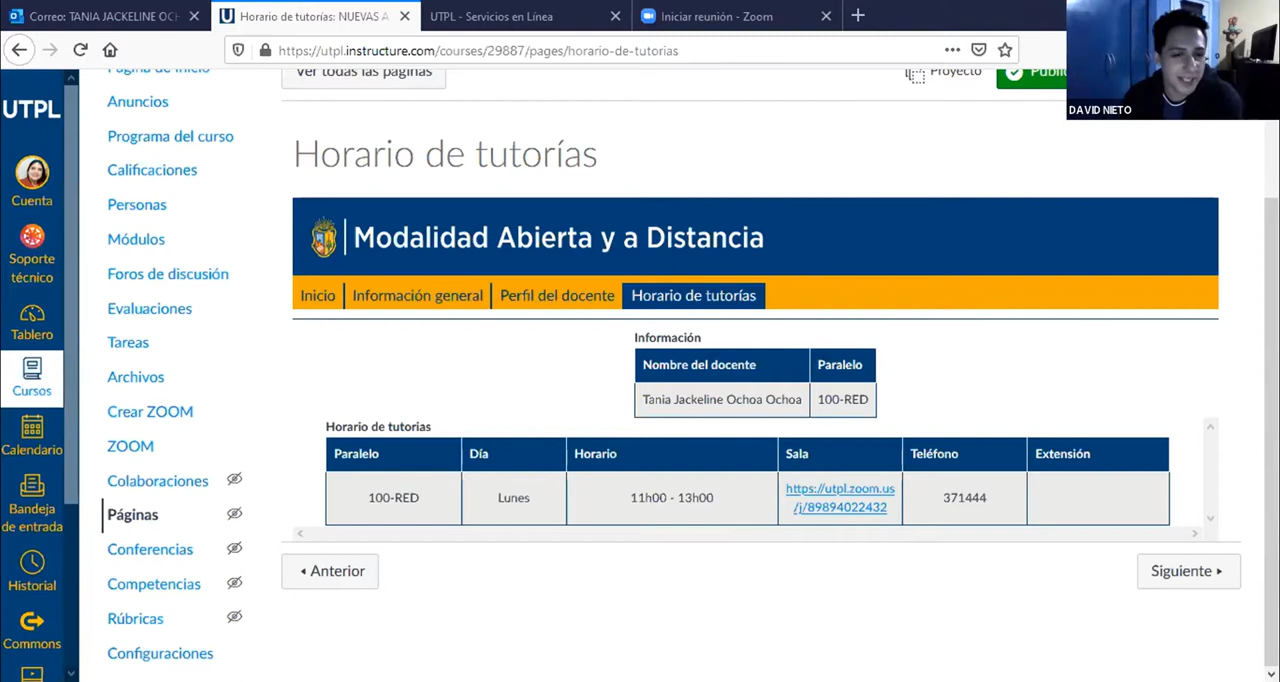 Correo: TANIA JACKELINE OCH
Horario de tutorías: NUEVAS A
UTPL - Servicios en Línea
Iniciar reunión - Zoom
https://utpl.instructure.com/courses/29887/pages/horario-de-tutorias
DAVID NIETO
UTPL
Cuenta
Soporte
técnico
Tablero
Cursos
Calendario
Bandeja
de entrada
Historial
Commons
Página de inicio
Anuncios
Programa del curso
Calificaciones
Personas
Módulos
Foros de discusión
Evaluaciones
Tareas
Archivos
Crear ZOOM
ZOOM
Colaboraciones
Páginas
Conferencias
Competencias
Rúbricas
Configuraciones
Ver todas las páginas
Proyecto
Public
Horario de tutorías
Modalidad Abierta y a Distancia
Inicio Información general Perfil del docente Horario de tutorías
Información
Nombre del docente Paralelo
Tania Jackeline Ochoa Ochoa 100-RED
Horario de tutorias
Paralelo Día Horario Sala Teléfono Extensión
100-RED Lunes 11h00 - 13h00 https://utpl.zoom.us 371444
/j/89894022432
Anterior
Siguiente